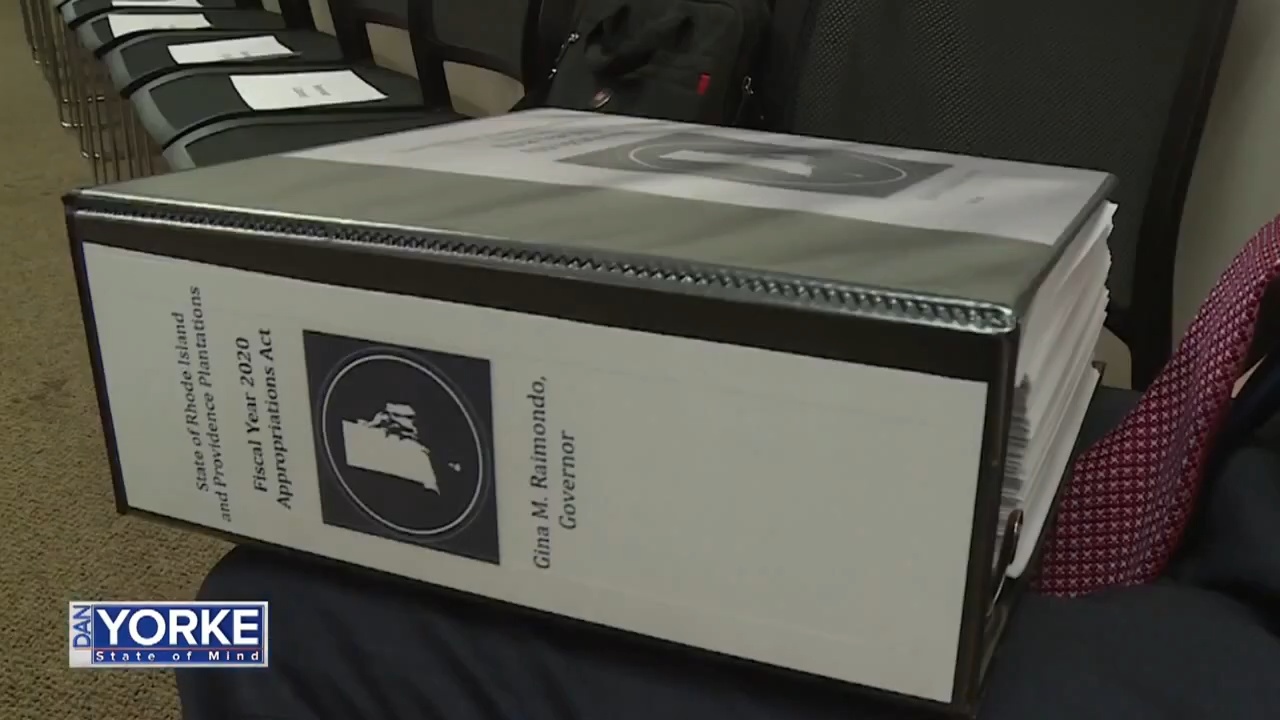 State of Rhode Island
and Providence Plantations
Fiscal Year 2020
Appropriations Act
Gina M. Raimondo,
Governor
DAN
YORKE
State of Mind